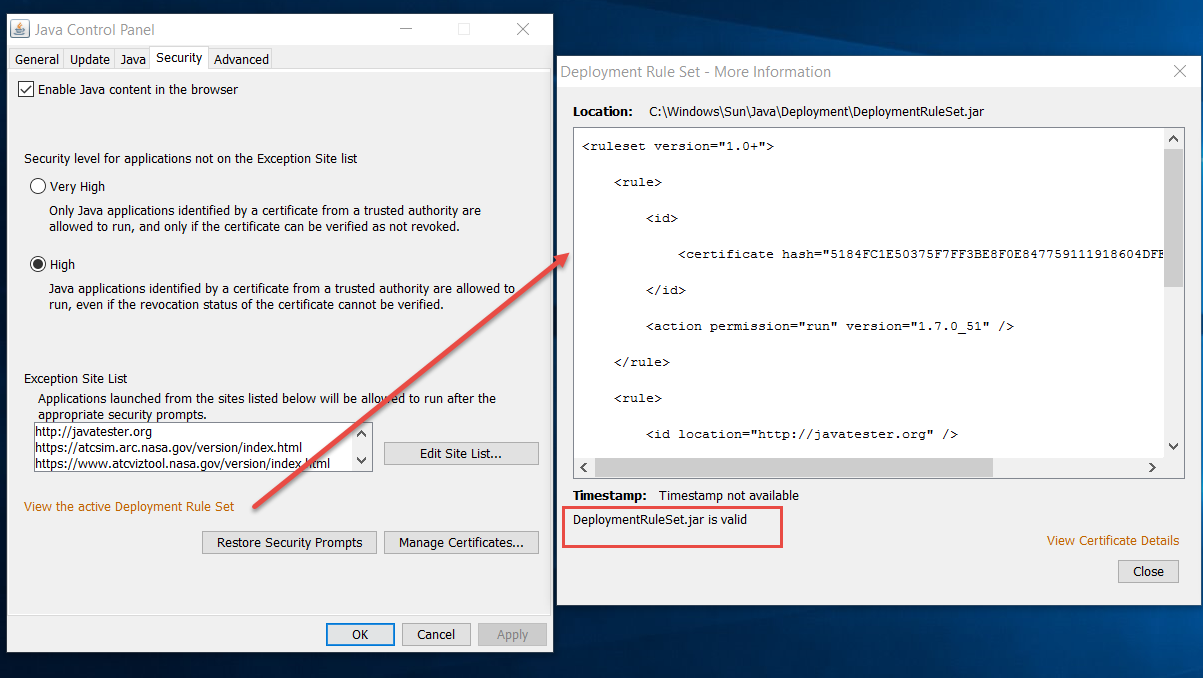 Java Control Panel
General Update Java Security Advanced
Enable Java content in the browser
Security level for applications not on the Exception Site list
Very High
Only Java applications identified by a certificate from a trusted authority are
allowed to run, and only if the certificate can be verified as not revoked.
High
Java applications identified by a certificate from a trusted authority are allowed to
run, even if the revocation status of the certificate cannot be verified.
Exception Site List
Applications launched from the sites listed below will be allowed to run after the
appropriate security prompts.
http://javatester.org
https://atcsim.arc.nasa.gov/version/index.html
https://www.atcviztool.nasa.gov/version/index.html
Edit Site List...
View the active Deployment Rule Set
Restore Security Prompts
Manage Certificates...
OK
Cancel
Apply
Deployment Rule Set - More Information
Location: C:\Windows\Sun\Java\Deployment\DeploymentRuleSet.jar
<ruleset version="1.0+">
<rule>
<id>
<certificate hash="5184FC1E50375F7FF3BE8F0E847759111918604DFE
</id>
<action permission="run" version="1.7.0_51" />
</rule>
<rule>
<id location="http://javatester.org" />
Timestamp: Timestamp not available
DeploymentRuleSet.jar is valid
View Certificate Details
Close